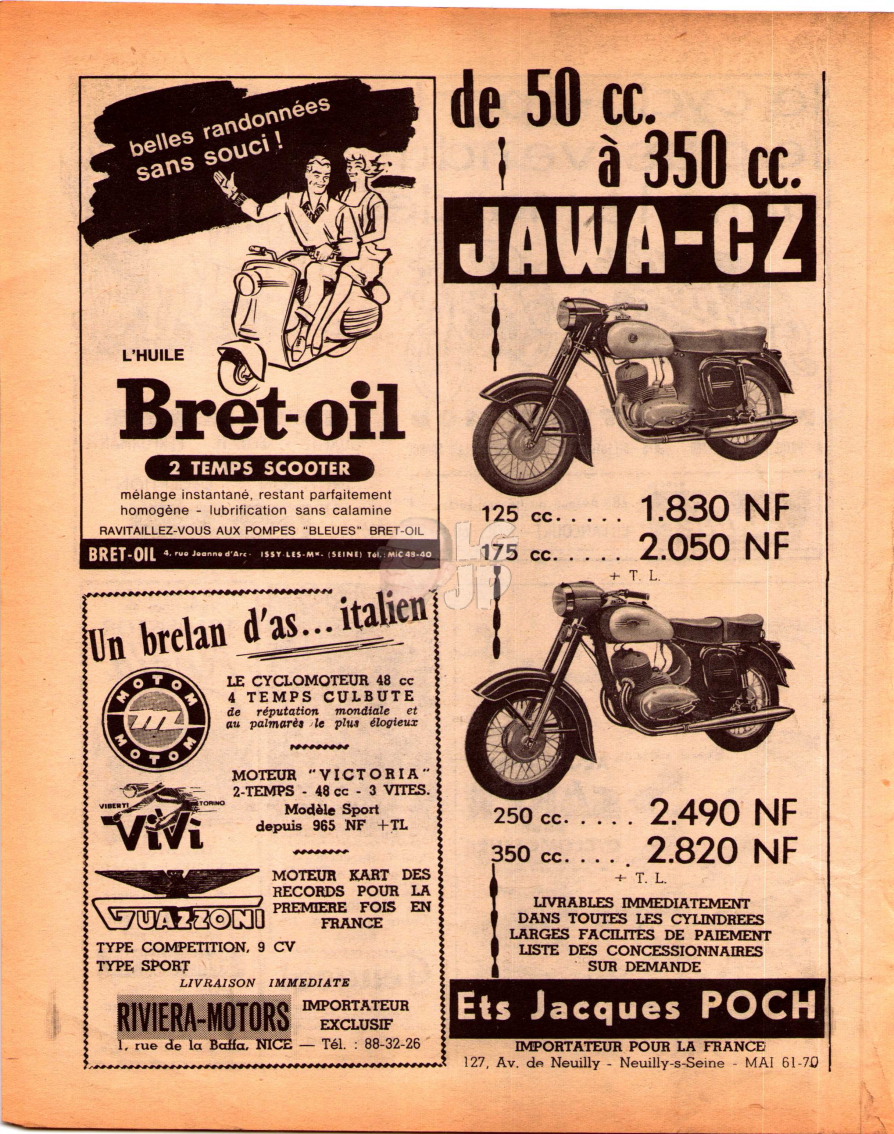 belles randonnées
sans souci !
L'HUILE
Bret-oil
2 TEMPS SCOOTER
mélange instantané, restant parfaitement
homogène - lubrification sans calamine
RAVITAILLEZ-VOUS AUX POMPES "BLEUES" BRET-OIL
BRET-OIL 4, rue Jeanne d'Arc - ISSY-LES-Mx- (SEINE) Tél. : MIC 49-40
Un brelan d'as... italien
MOTOM
m
MOTOM
LE CYCLOMOTEUR 48 cc
4 TEMPS CULBUTE
de réputation mondiale et
au palmarès le plus élogieux
VIBERTI TORINO
ViVi
MOTEUR "VICTORIA"
2-TEMPS - 48 cc - 3 VITES.
Modèle Sport
depuis 965 NF + TL
GUAZZONI
MOTEUR KART DES
RECORDS POUR LA
PREMIERE FOIS EN
FRANCE
TYPE COMPETITION, 9 CV
TYPE SPORT
LIVRAISON IMMEDIATE
RIVIERA-MOTORS
IMPORTATEUR
EXCLUSIF
1, rue de la Baffa, NICE — Tél. : 88-32-26
de 50 cc.
à 350 cc.
JAWA-CZ
125 cc. . . . . 1.830 NF
175 cc. . . . . 2.050 NF
+ T. L.
250 cc. . . . . 2.490 NF
350 cc. . . . . 2.820 NF
+ T. L.
LIVRABLES IMMEDIATEMENT
DANS TOUTES LES CYLINDREES
LARGES FACILITES DE PAIEMENT
LISTE DES CONCESSIONNAIRES
SUR DEMANDE
Ets Jacques POCH
IMPORTATEUR POUR LA FRANCE
127, Av. de Neuilly - Neuilly-s-Seine - MAI 61-70
LG
JP